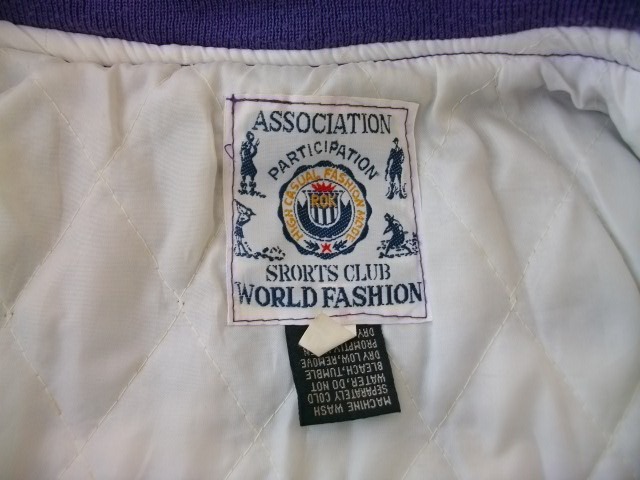 ASSOCIATION
PARTICIPATION
HIGH CASUAL FASHION MADE
ROK
SRORTS CLUB
WORLD FASHION
MACHINE WASH
SEPARATELY COLD
WATER, DO NOT
BLEACH-TUMBLE
DRY LOW, REMOVE
DRY